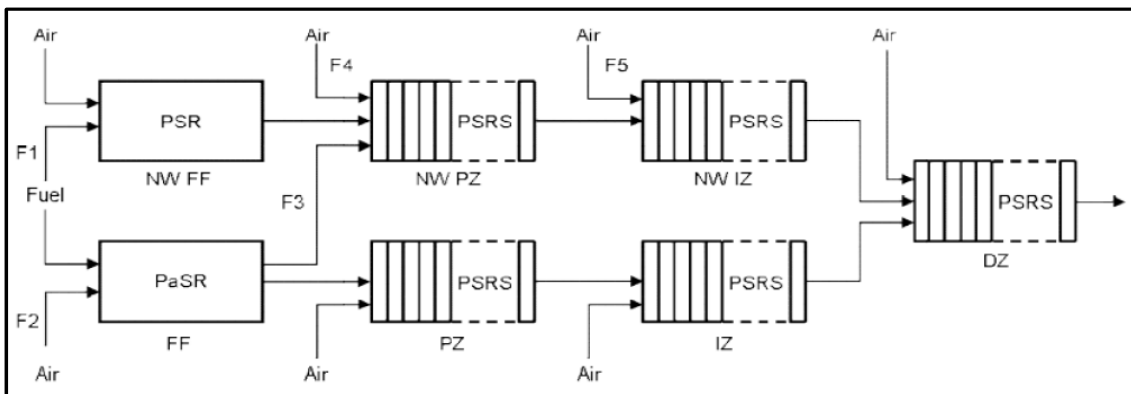 Air
Air
Air
Air
F4
F5
PSR
PSRS
PSRS
F1
NW FF
NW PZ
NW IZ
Fuel
F3
PSRS
DZ
PaSR
PSRS
PSRS
F2
FF
PZ
IZ
Air
Air
Air